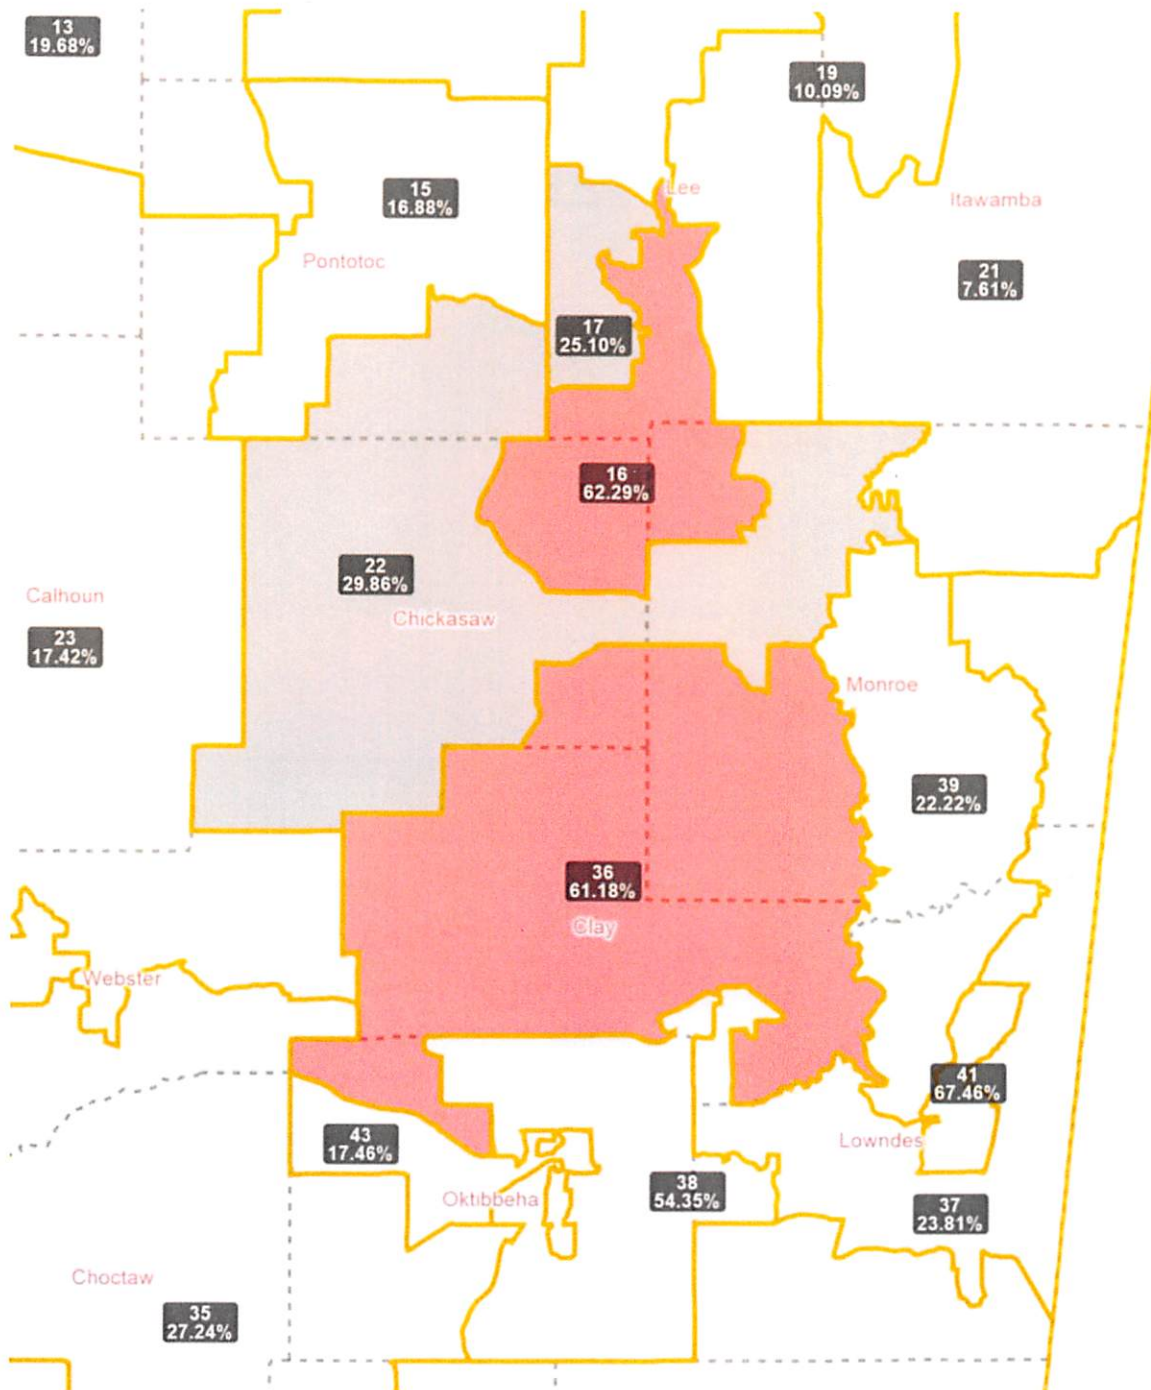 13
19.68%
19
10.09%
15
16.88%
Lee
Itawamba
Pontotoc
21
7.61%
17
25.10%
16
62.29%
22
29.86%
Calhoun
Chickasaw
23
17.42%
Monroe
39
22.22%
36
61.18%
Clay
Webster
41
67.46%
43
17.46%
Lowndes
38
54.35%
Oktibbeha
37
23.81%
Choctaw
35
27.24%